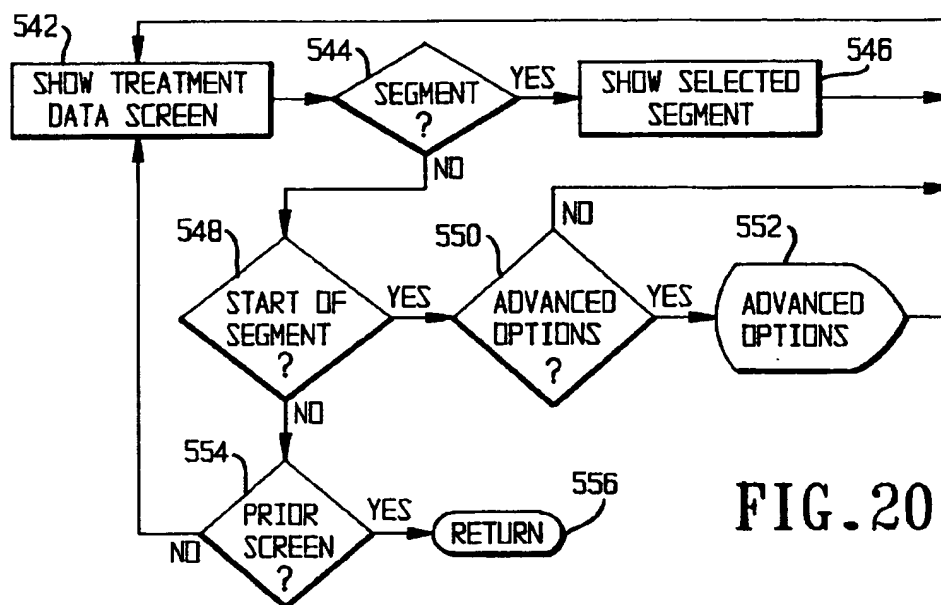 542
SHOW TREATMENT
DATA SCREEN
544
SEGMENT
?
YES
NO
SHOW SELECTED
SEGMENT
546
548
START OF
SEGMENT
?
YES
NO
550
ADVANCED
OPTIONS
?
NO
YES
552
ADVANCED
OPTIONS
554
PRIOR
SCREEN
?
NO
YES
RETURN
556
FIG.20